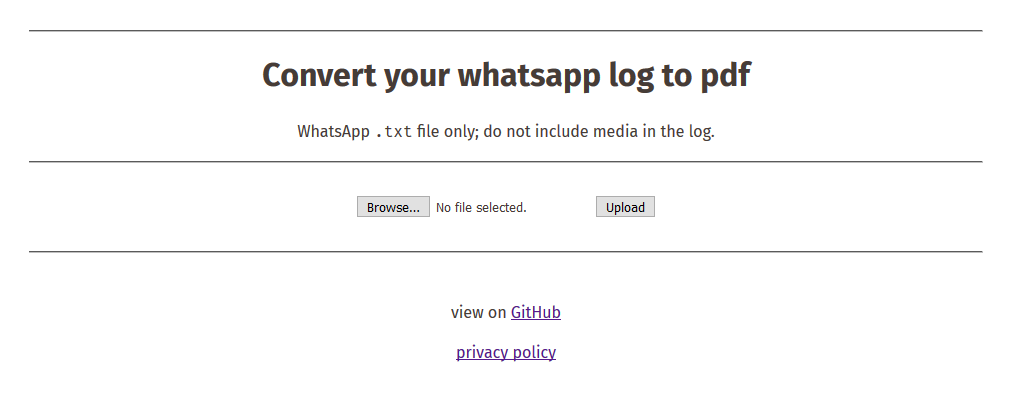 Convert your whatsapp log to pdf
WhatsApp .txt file only; do not include media in the log.
Browse... No file selected. Upload
view on GitHub
privacy policy